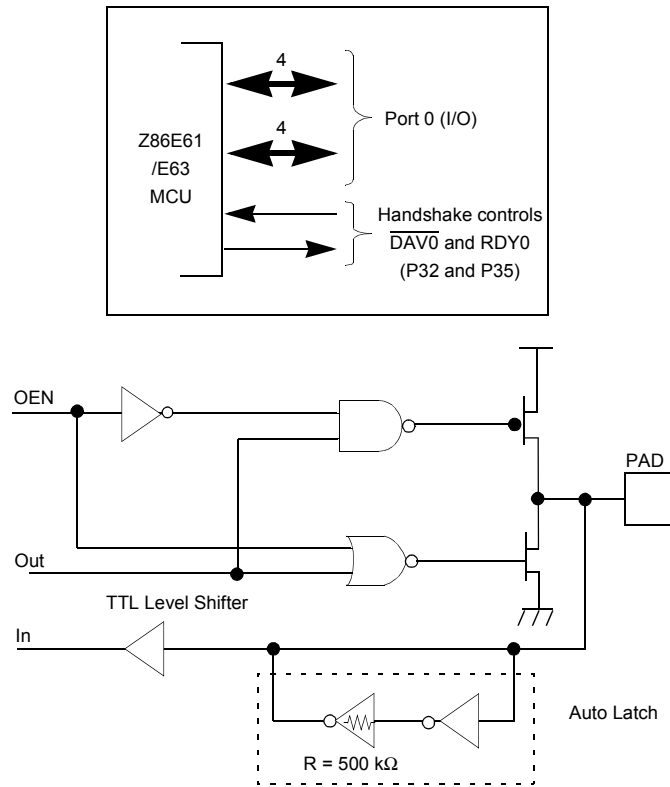 4
4
Z86E61
/E63
MCU
Port 0 (I/O)
Handshake controls
DAV0 and RDY0
(P32 and P35)
OEN
PAD
Out
TTL Level Shifter
In
Auto Latch
R = 500 kΩ